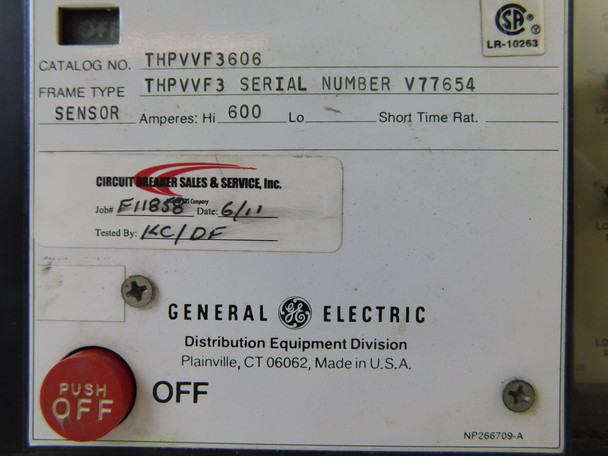 OFF
LR-10263
CATALOG NO. THPVVF3606
FRAME TYPE THPVVF3 SERIAL NUMBER V77654
SENSOR Amperes: Hi 600 Lo Short Time Rat.
CIRCUIT BREAKER SALES & SERVICE, Inc.
Company
Job# E11858 Date: 6/11
Tested By: KC/DF
GENERAL GE ELECTRIC
Distribution Equipment Division
Plainville, CT 06062, Made in U.S.A.
PUSH
OFF
OFF
NP266709-A